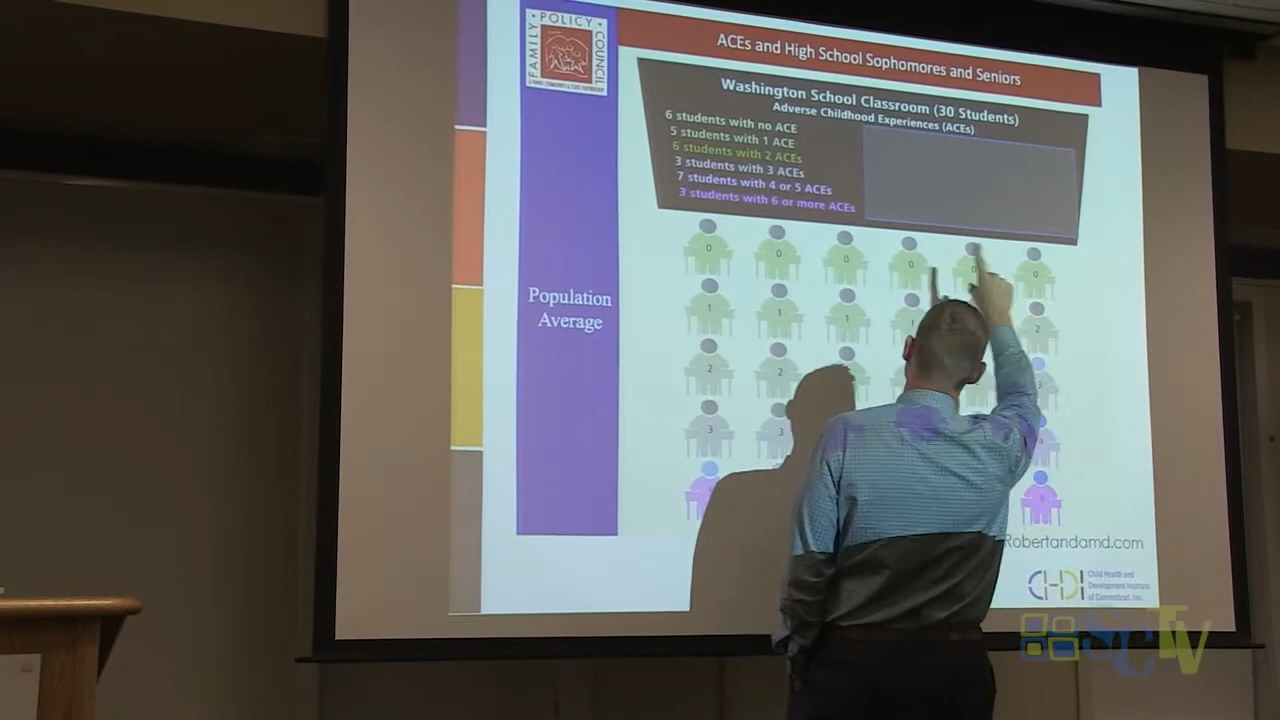 FAMILY POLICY COUNCIL
ACEs and High School Sophomores and Seniors
Washington School Classroom (30 Students)
Adverse Childhood Experiences (ACEs)
6 students with no ACE
5 students with 1 ACE
6 students with 2 ACEs
3 students with 3 ACEs
7 students with 4 or 5 ACEs
3 students with 6 or more ACEs
0 0 0 0 0 0
1 1 1 1 2
2 2 3
3 3
Population
Average
Robertandamd.com
CHDI
Child Health and
Development Institute
of Connecticut, Inc.
SCTV